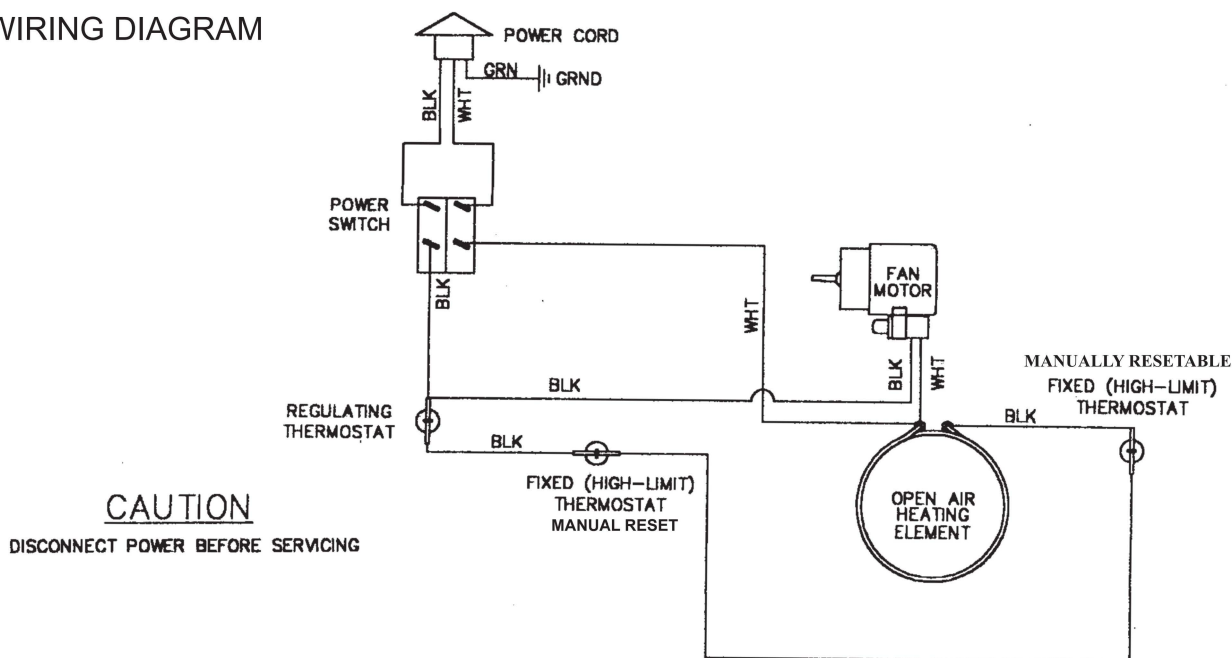 WIRING DIAGRAM
POWER CORD
GRN
GRND
BLK
WHT
POWER
SWITCH
BLK
WHT
FAN
MOTOR
BLK
WHT
MANUALLY RESETABLE
FIXED (HIGH-LIMIT)
THERMOSTAT
BLK
BLK
REGULATING
THERMOSTAT
BLK
FIXED (HIGH-LIMIT)
THERMOSTAT
MANUAL RESET
OPEN AIR
HEATING
ELEMENT
CAUTION
DISCONNECT POWER BEFORE SERVICING